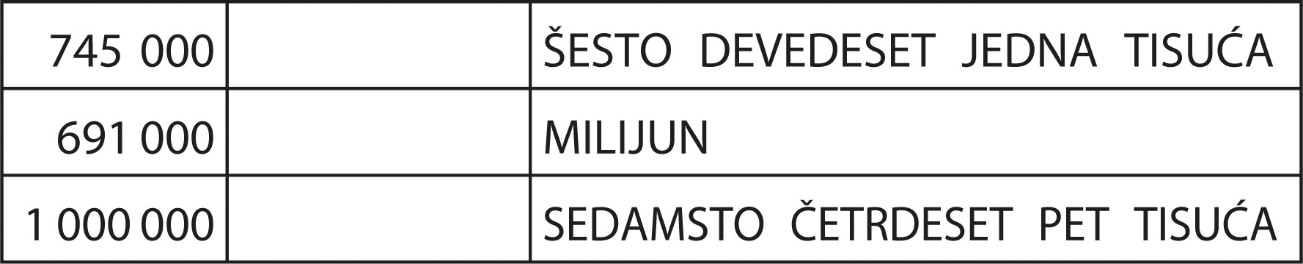 745 000 ŠESTO DEVEDESET JEDNA TISUĆA
691 000 MILIJUN
1 000 000 SEDAMSTO ČETRDESET PET TISUĆA